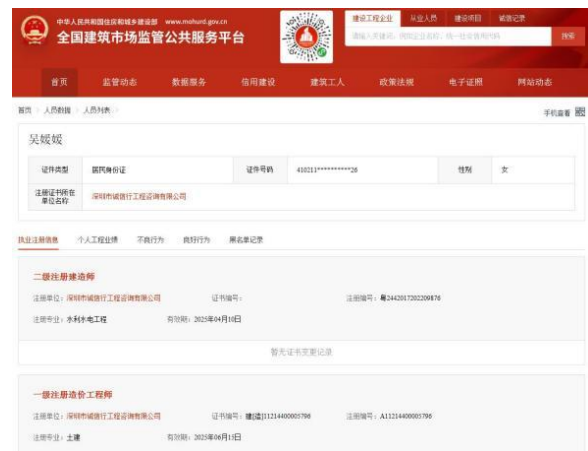 中华人民共和国住房和城乡建设部 www.mohurd.gov.cn
全国建筑市场监管公共服务平台
建设工程企业 从业人员 建设项目 诚信记录
搜索
首页 监管动态 数据服务 信用建设 建筑工人 政策法规 电子证照 网站动态
首页 > 人员数据 > 人员列表 >
手机查看
吴媛媛
证件类型 居民身份证 证件号码 410211**********26 性别 女
注册证书所在单位名称 深圳市诚信行工程咨询有限公司
执业注册信息 个人工程业绩 不良行为 良好行为 黑名单记录
二级注册建造师
注册单位：深圳市诚信行工程咨询有限公司 证书编号： 注册编号：粤2442017202209876
注册专业：水利水电工程 有效期：2025年04月10日
暂无证书变更记录
一级注册造价工程师
注册单位：深圳市诚信行工程咨询有限公司 证书编号：建[造]11214400005796 注册编号：A11214400005796
注册专业：土建 有效期：2025年06月15日